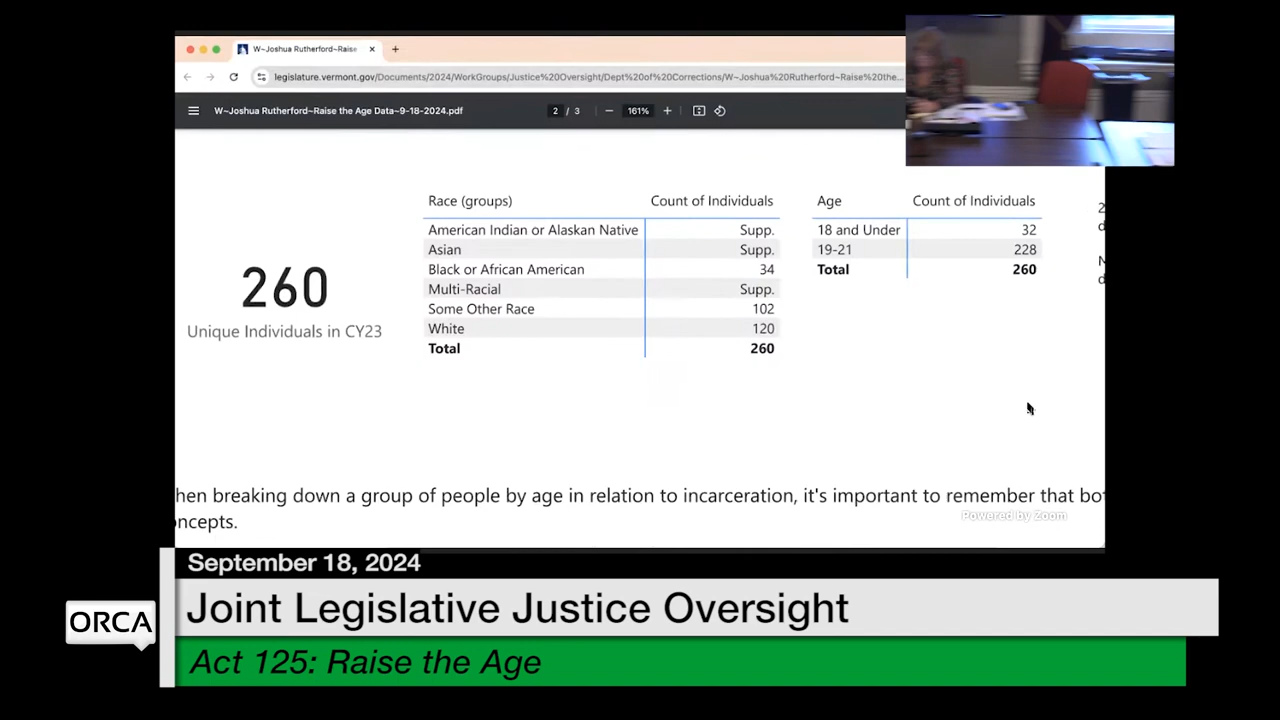 W~Joshua Rutherford~Raise
legislature.vermont.gov/Documents/2024/WorkGroups/Justice%20Oversight/Dept%20of%20Corrections/W~Joshua%20Rutherford~Raise%20the...
W~Joshua Rutherford~Raise the Age Data~9-18-2024.pdf 2 / 3 161%
Race (groups) Count of Individuals
American Indian or Alaskan Native Supp.
Asian Supp.
Black or African American 34
Multi-Racial Supp.
Some Other Race 102
White 120
Total 260
Age Count of Individuals
18 and Under 32
19-21 228
Total 260
260
Unique Individuals in CY23
hen breaking down a group of people by age in relation to incarceration, it's important to remember that bo
oncepts.
Powered by Zoom
September 18, 2024
Joint Legislative Justice Oversight
ORCA
Act 125: Raise the Age